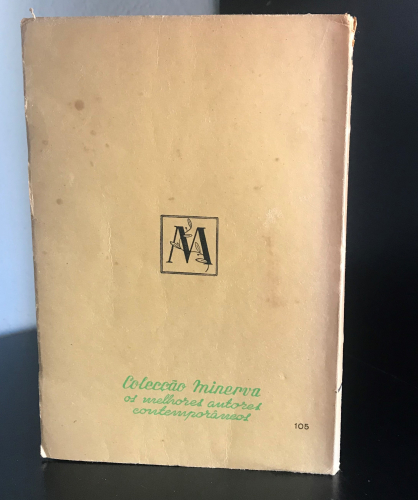 M
Colecção Minerva
os melhores autores
contemporâneos
105